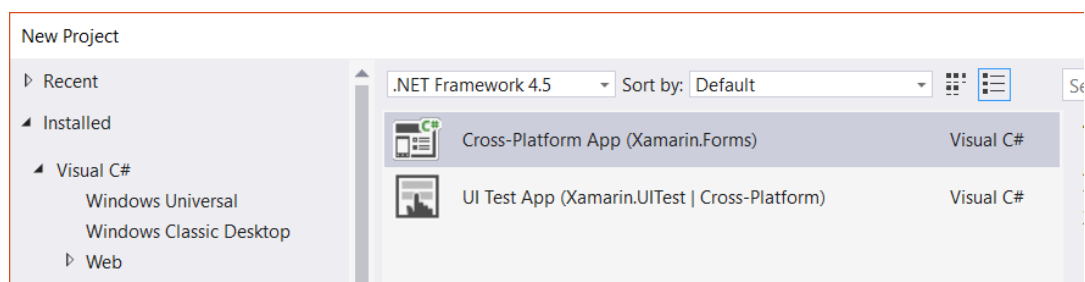 New Project
Recent
.NET Framework 4.5 Sort by: Default Se
Installed
C# Cross-Platform App (Xamarin.Forms) Visual C#
Visual C#
Windows Universal
UI Test App (Xamarin.UITest | Cross-Platform) Visual C#
Windows Classic Desktop
Web